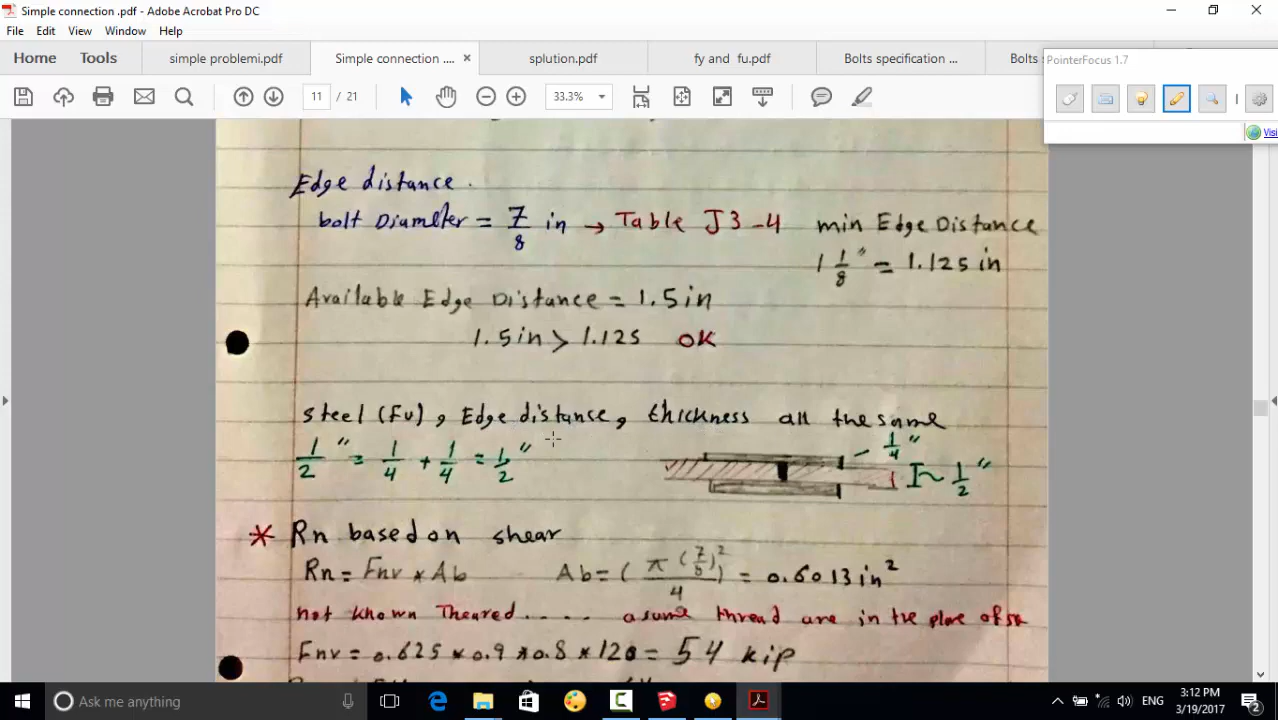 Simple connection .pdf - Adobe Acrobat Pro DC
File Edit View Window Help
Home Tools simple problemi.pdf Simple connection .... × splution.pdf fy and fu.pdf Bolts specification ... Bolts
PointerFocus 1.7
11 / 21 33.3%
Visi
Edge distance.
bolt Diameter = 7/8 in → Table J3-4 min Edge Distance
1 1/8" = 1.125 in
Available Edge Distance = 1.5 in
1.5 in > 1.125 OK
steel (Fu), Edge distance, thickness all the same
1/2" = 1/4 + 1/4 = 1/2" 1/4" 1/2"
* Rn based on shear
Rn = Fnv * Ab Ab = (π (7/8)²/4) = 0.6013 in²
not known Theared ..... asume thread are in the plane of
Fnv = 0.625 * 0.9 * 0.8 * 120 = 54 kip
Ask me anything
ENG 3:12 PM
3/19/2017 2